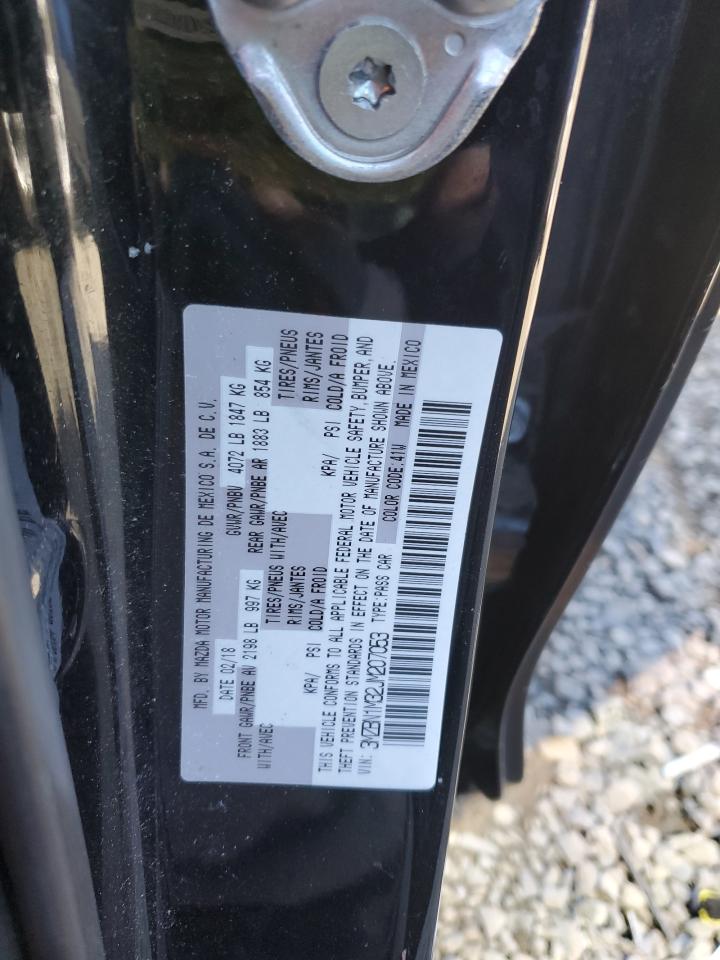 MFD. BY MAZDA MOTOR MANUFACTURING DE MEXICO S.A. DE C.V.
DATE 02/18 GVWR/PNBV 4072 LB 1847 KG
FRONT GAWR/PNBE AV 2198 LB 997 KG REAR GAWR/PNBE AR 1883 LB 854 KG
WITH/AVEC TIRES/PNEUS WITH/AVEC TIRES/PNEUS
RIMS/JANTES RIMS/JANTES
KPA/ PSI COLD/A FROID KPA/ PSI COLD/A FROID
THIS VEHICLE CONFORMS TO ALL APPLICABLE FEDERAL MOTOR VEHICLE SAFETY, BUMPER, AND
THEFT PREVENTION STANDARDS IN EFFECT ON THE DATE OF MANUFACTURE SHOWN ABOVE.
VIN: 3MZBN1M32JM207053 TYPE:PASS CAR COLOR CODE:41W MADE IN MEXICO